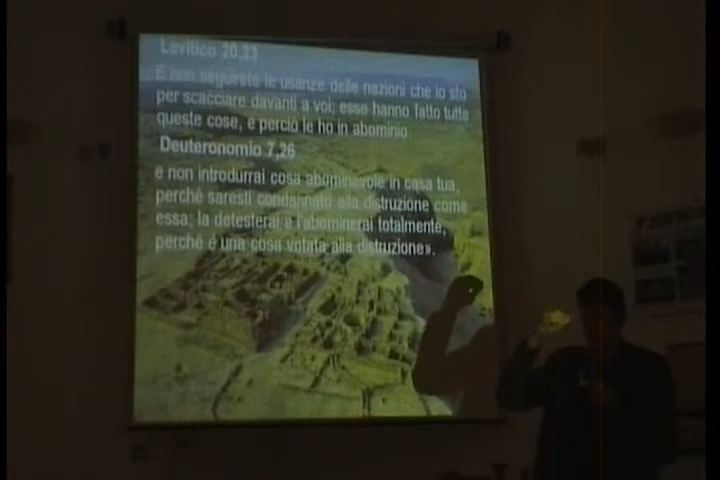 Levitico 20,23
E non seguirete le usanze delle nazioni che io sto
per scacciare davanti a voi; esse hanno fatto tutte
queste cose, e perciò le ho in abominio.
Deuteronomio 7,26
e non introdurrai cosa abominevole in casa tua,
perchè saresti condannato alla distruzione come
essa; la detesterai e l'abominerai totalmente,
perchè è una cosa votata alla distruzione».